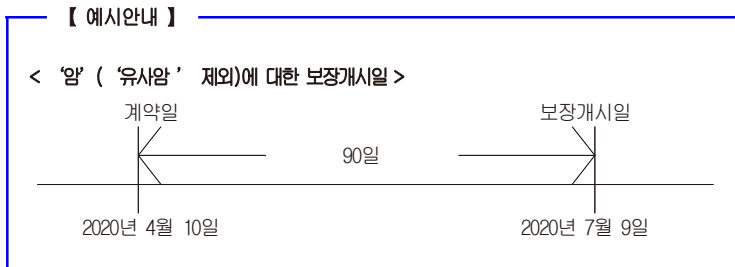 【 예시안내 】
< ‘암’ ( ‘유사암 ’ 제외)에 대한 보장개시일 >
계약일 보장개시일
90일
2020년 4월 10일 2020년 7월 9일